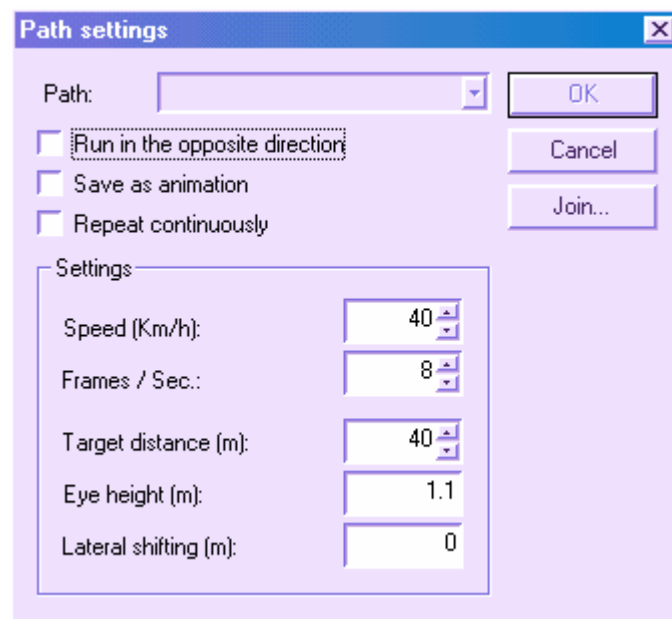 Path settings
Path:
OK
Run in the opposite direction
Cancel
Save as animation
Join...
Repeat continuously
Settings
Speed (Km/h): 40
Frames / Sec.: 8
Target distance (m): 40
Eye height (m): 1.1
Lateral shifting (m): 0